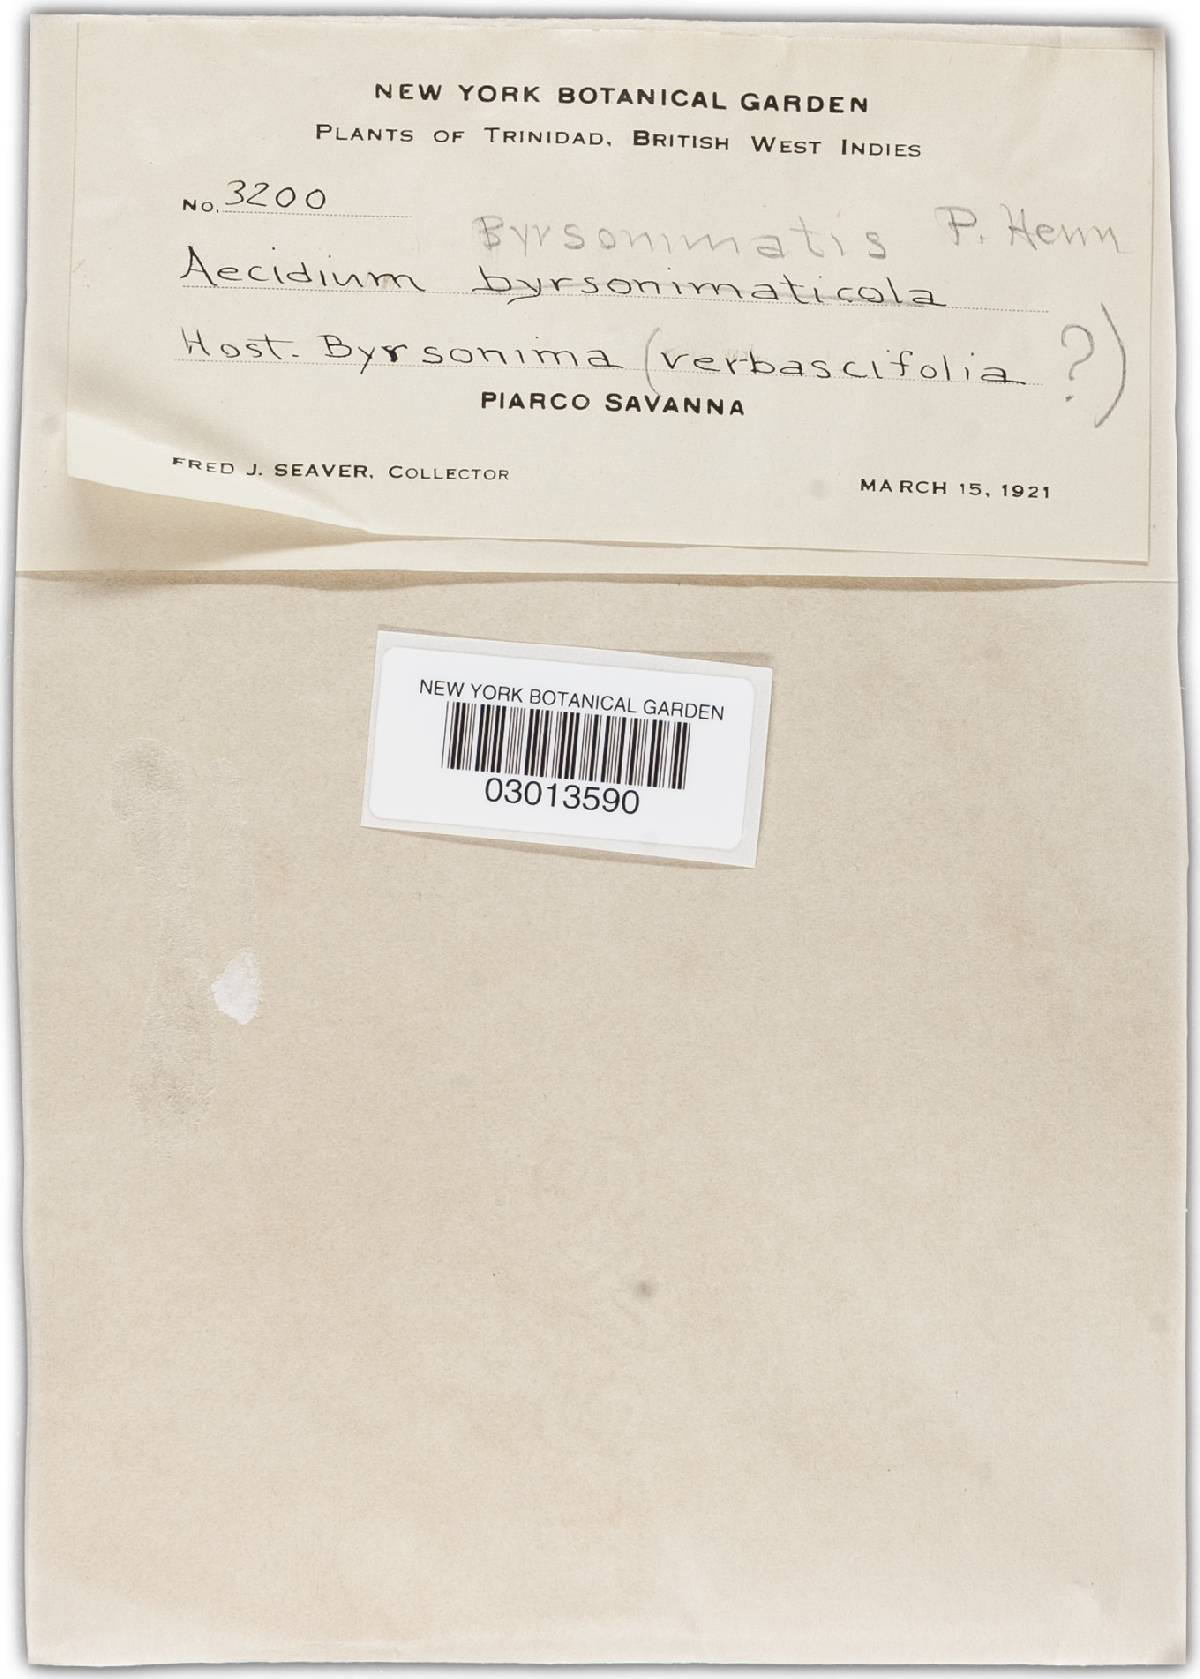 NEW YORK BOTANICAL GARDEN
PLANTS OF TRINIDAD, BRITISH WEST INDIES
No. 3200
Byrsonimatis P. Henn
Aecidium byrsonimaticola
Host. Byrsonima (verbascifolia ?)
PIARCO SAVANNA
FRED J. SEAVER, COLLECTOR
MARCH 15, 1921
NEW YORK BOTANICAL GARDEN
03013590